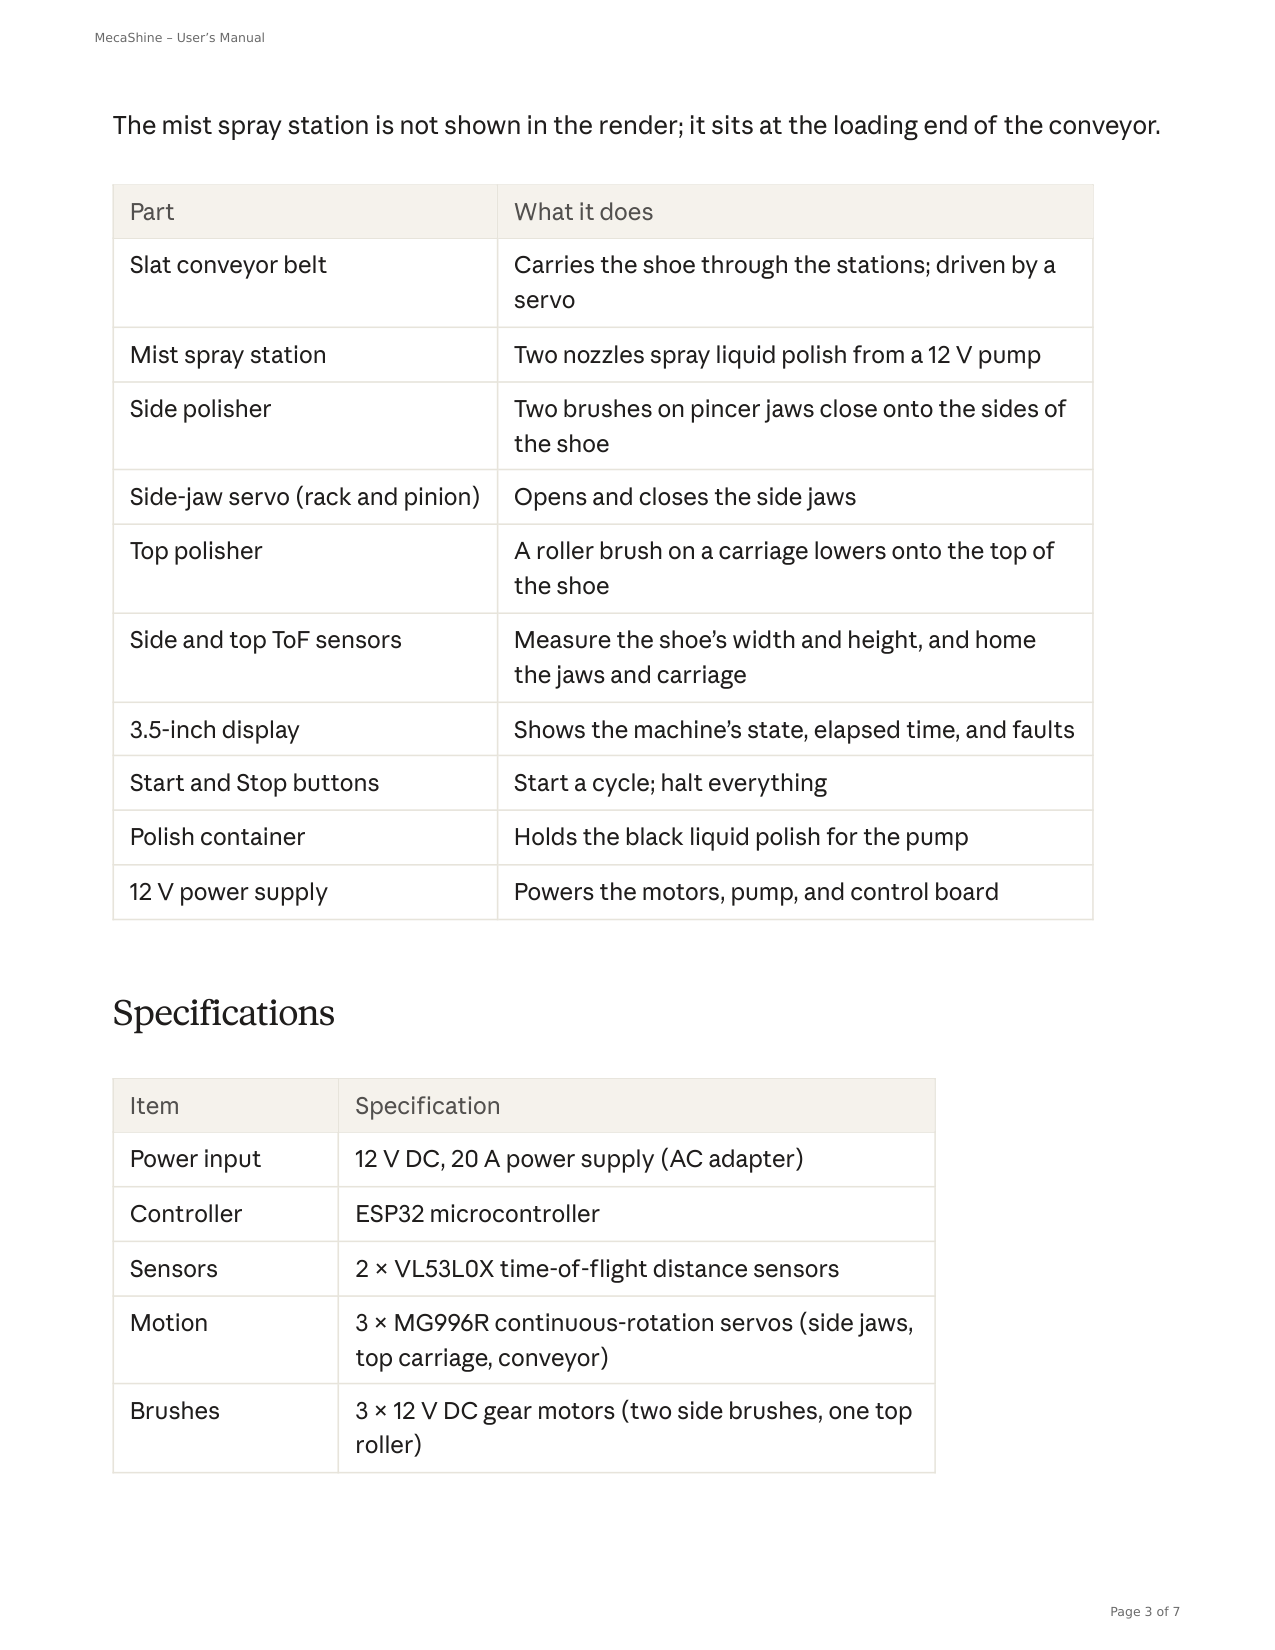 MecaShine – User’s Manual
The mist spray station is not shown in the render; it sits at the loading end of the conveyor.
Part What it does
Slat conveyor belt Carries the shoe through the stations; driven by a
servo
Mist spray station Two nozzles spray liquid polish from a 12 V pump
Side polisher Two brushes on pincer jaws close onto the sides of
the shoe
Side-jaw servo (rack and pinion) Opens and closes the side jaws
Top polisher A roller brush on a carriage lowers onto the top of
the shoe
Side and top ToF sensors Measure the shoe’s width and height, and home
the jaws and carriage
3.5-inch display Shows the machine’s state, elapsed time, and faults
Start and Stop buttons Start a cycle; halt everything
Polish container Holds the black liquid polish for the pump
12 V power supply Powers the motors, pump, and control board
Specifications
Item Specification
Power input 12 V DC, 20 A power supply (AC adapter)
Controller ESP32 microcontroller
Sensors 2 × VL53L0X time-of-flight distance sensors
Motion 3 × MG996R continuous-rotation servos (side jaws,
top carriage, conveyor)
Brushes 3 × 12 V DC gear motors (two side brushes, one top
roller)
Page 3 of 7